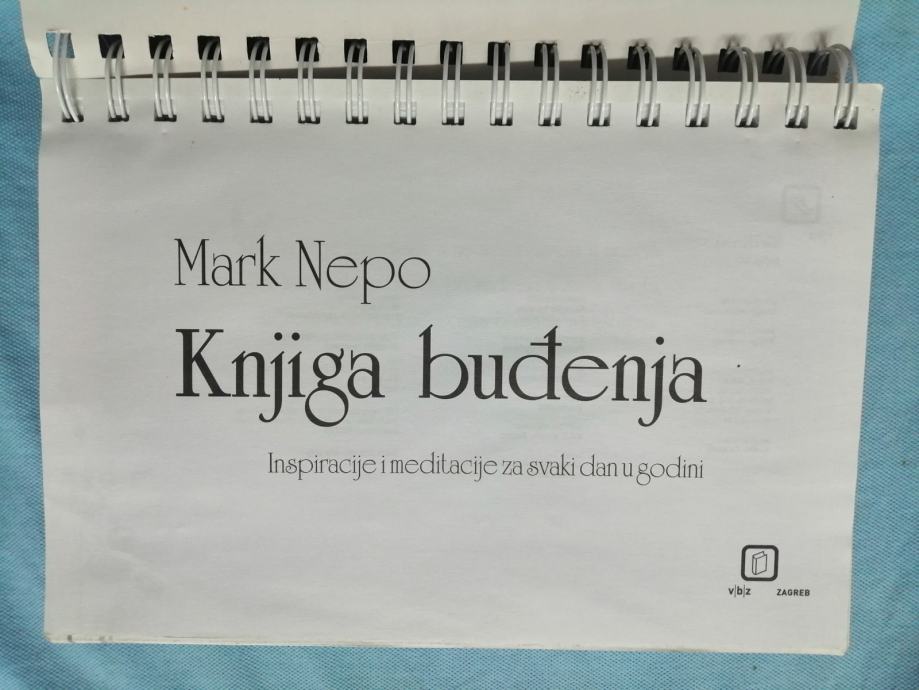 Mark Nepo
Knjiga buđenja
Inspiracije i meditacije za svaki dan u godini
v|b|z ZAGREB